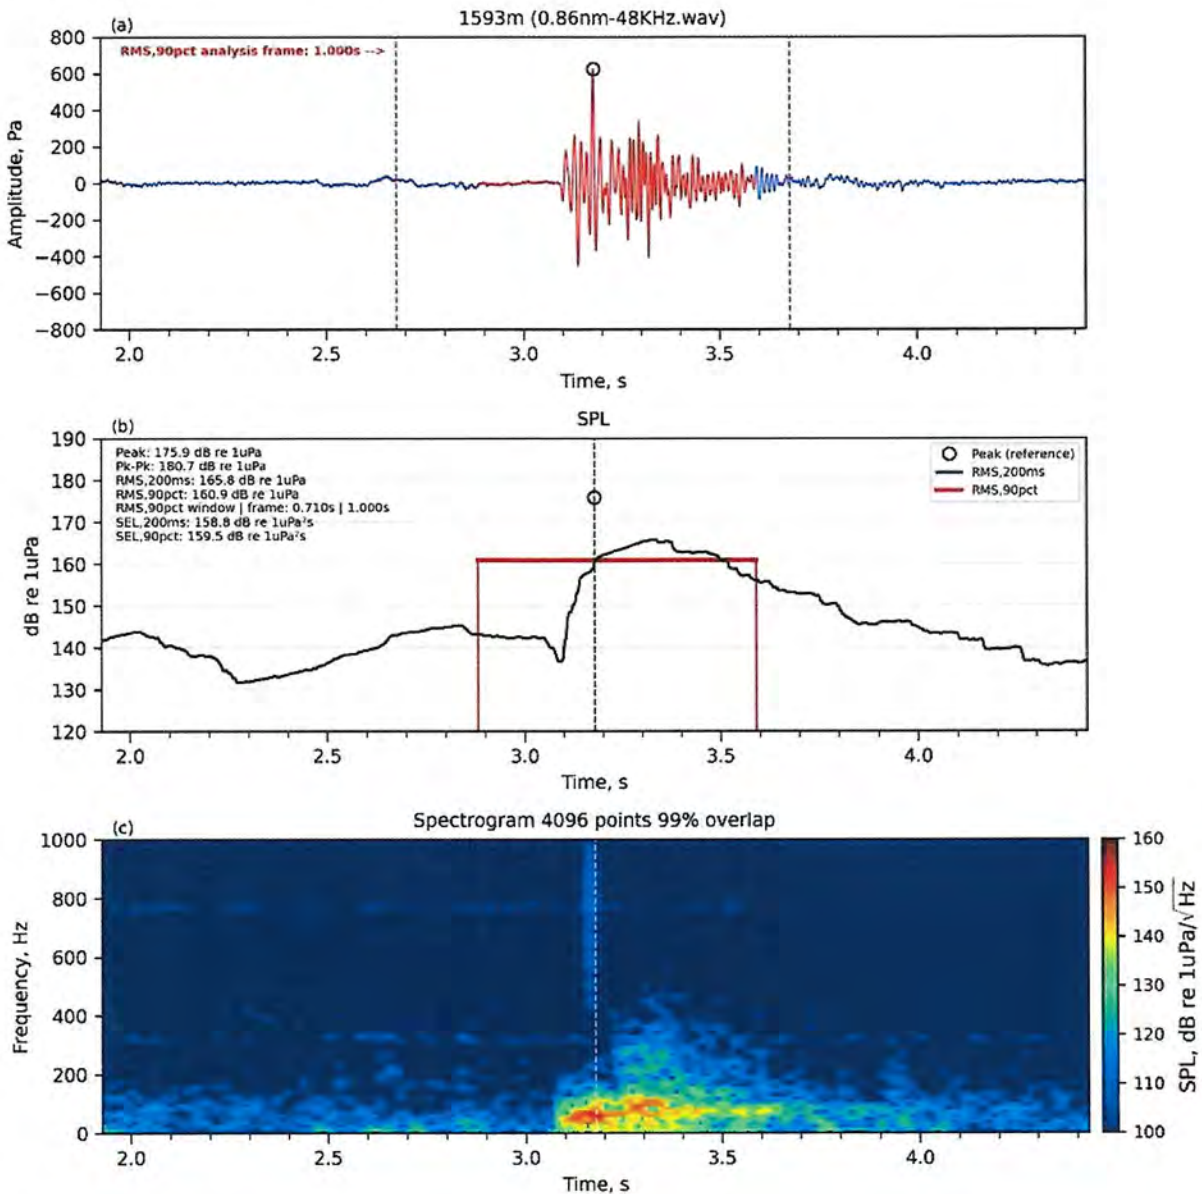 1593m (0.86nm-48KHz.wav)
(a)
RMS,90pct analysis frame: 1.000s -->
800
600
400
200
0
−200
−400
−600
−800
Amplitude, Pa
2.0 2.5 3.0 3.5 4.0
Time, s
SPL
(b)
Peak: 175.9 dB re 1uPa
Pk-Pk: 180.7 dB re 1uPa
RMS,200ms: 165.8 dB re 1uPa
RMS,90pct: 160.9 dB re 1uPa
RMS,90pct window | frame: 0.710s | 1.000s
SEL,200ms: 158.8 dB re 1uPa²s
SEL,90pct: 159.5 dB re 1uPa²s
Peak (reference)
RMS,200ms
RMS,90pct
190
180
170
160
150
140
130
120
dB re 1uPa
2.0 2.5 3.0 3.5 4.0
Time, s
Spectrogram 4096 points 99% overlap
(c)
1000
800
600
400
200
0
Frequency, Hz
2.0 2.5 3.0 3.5 4.0
Time, s
160
150
140
130
120
110
100
SPL, dB re 1uPa/√Hz